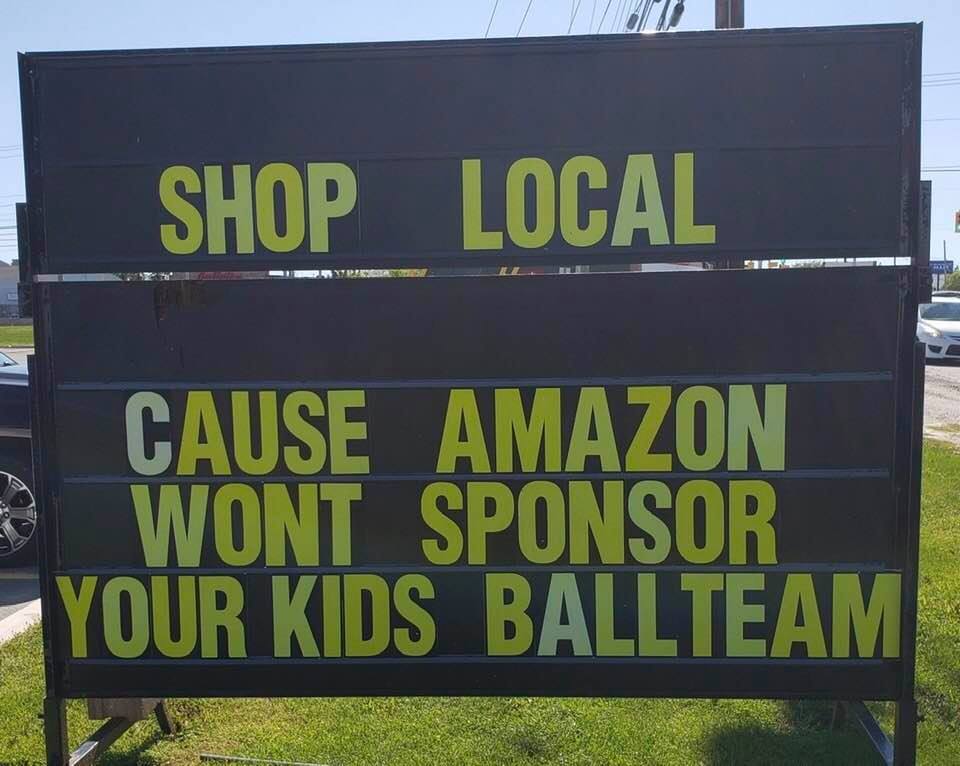 SHOP LOCAL
CAUSE AMAZON
WONT SPONSOR
YOUR KIDS BALLTEAM